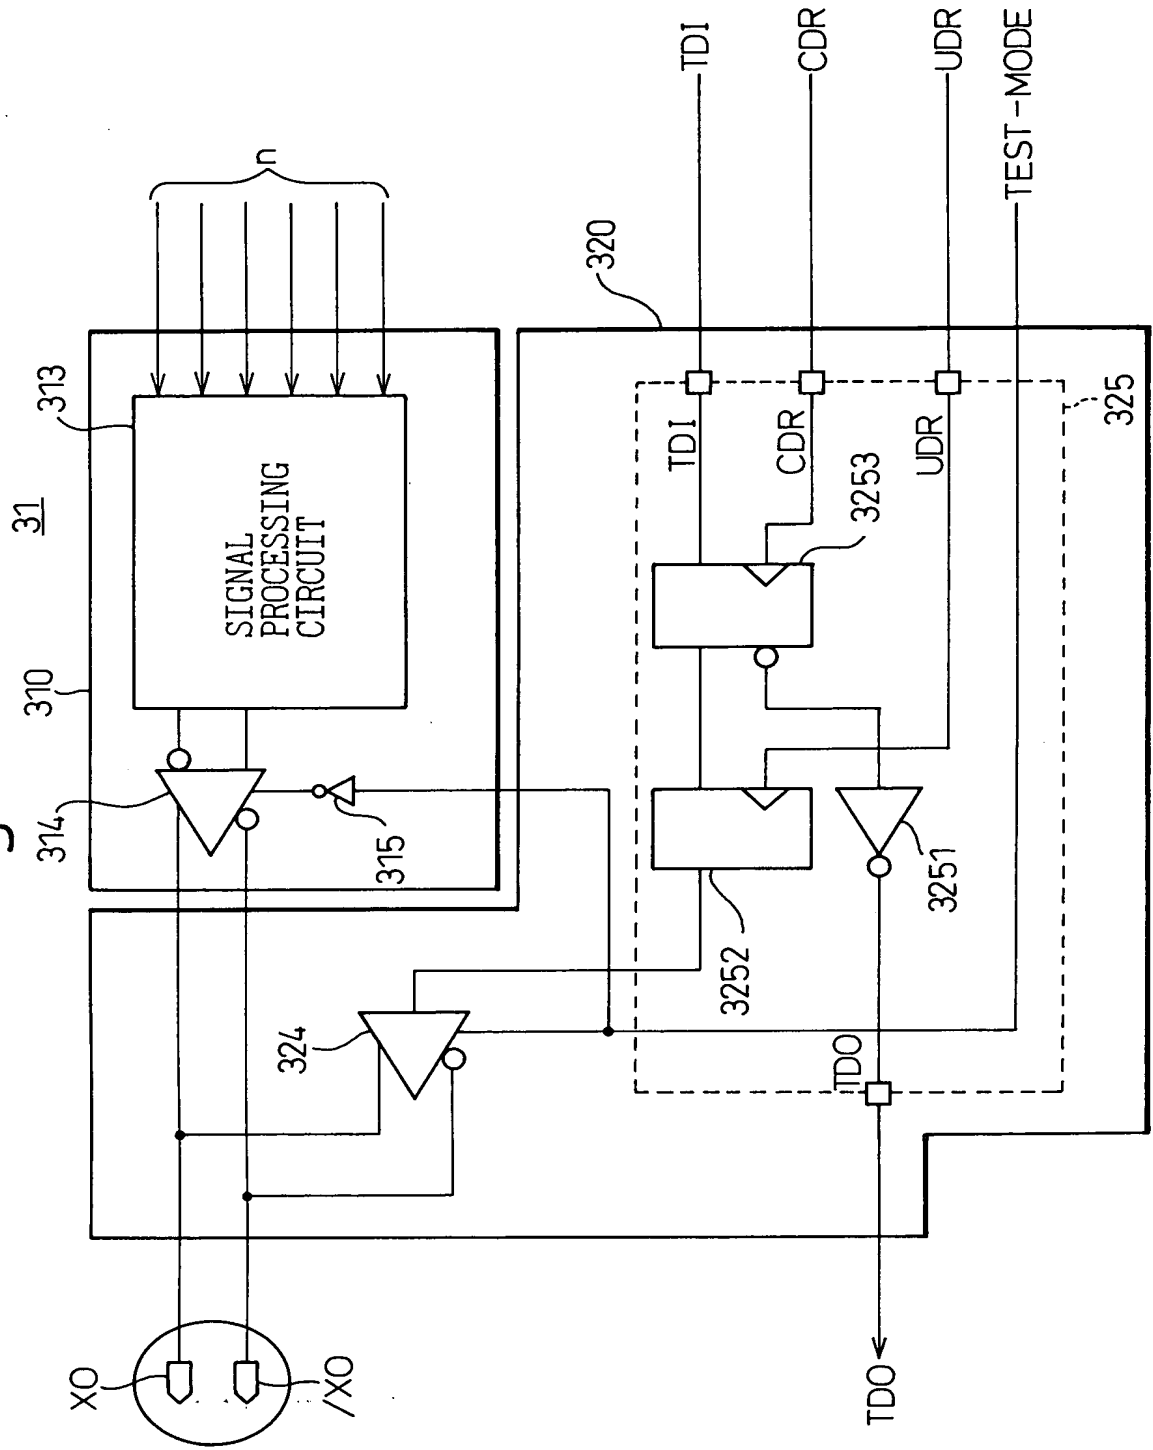 31
310
313
314
315
SIGNAL
PROCESSING
CIRCUIT
n
XO
/XO
320
324
325
TDI
CDR
UDR
TEST-MODE
TDI
CDR
UDR
3253
3252
3251
TDO
TDO